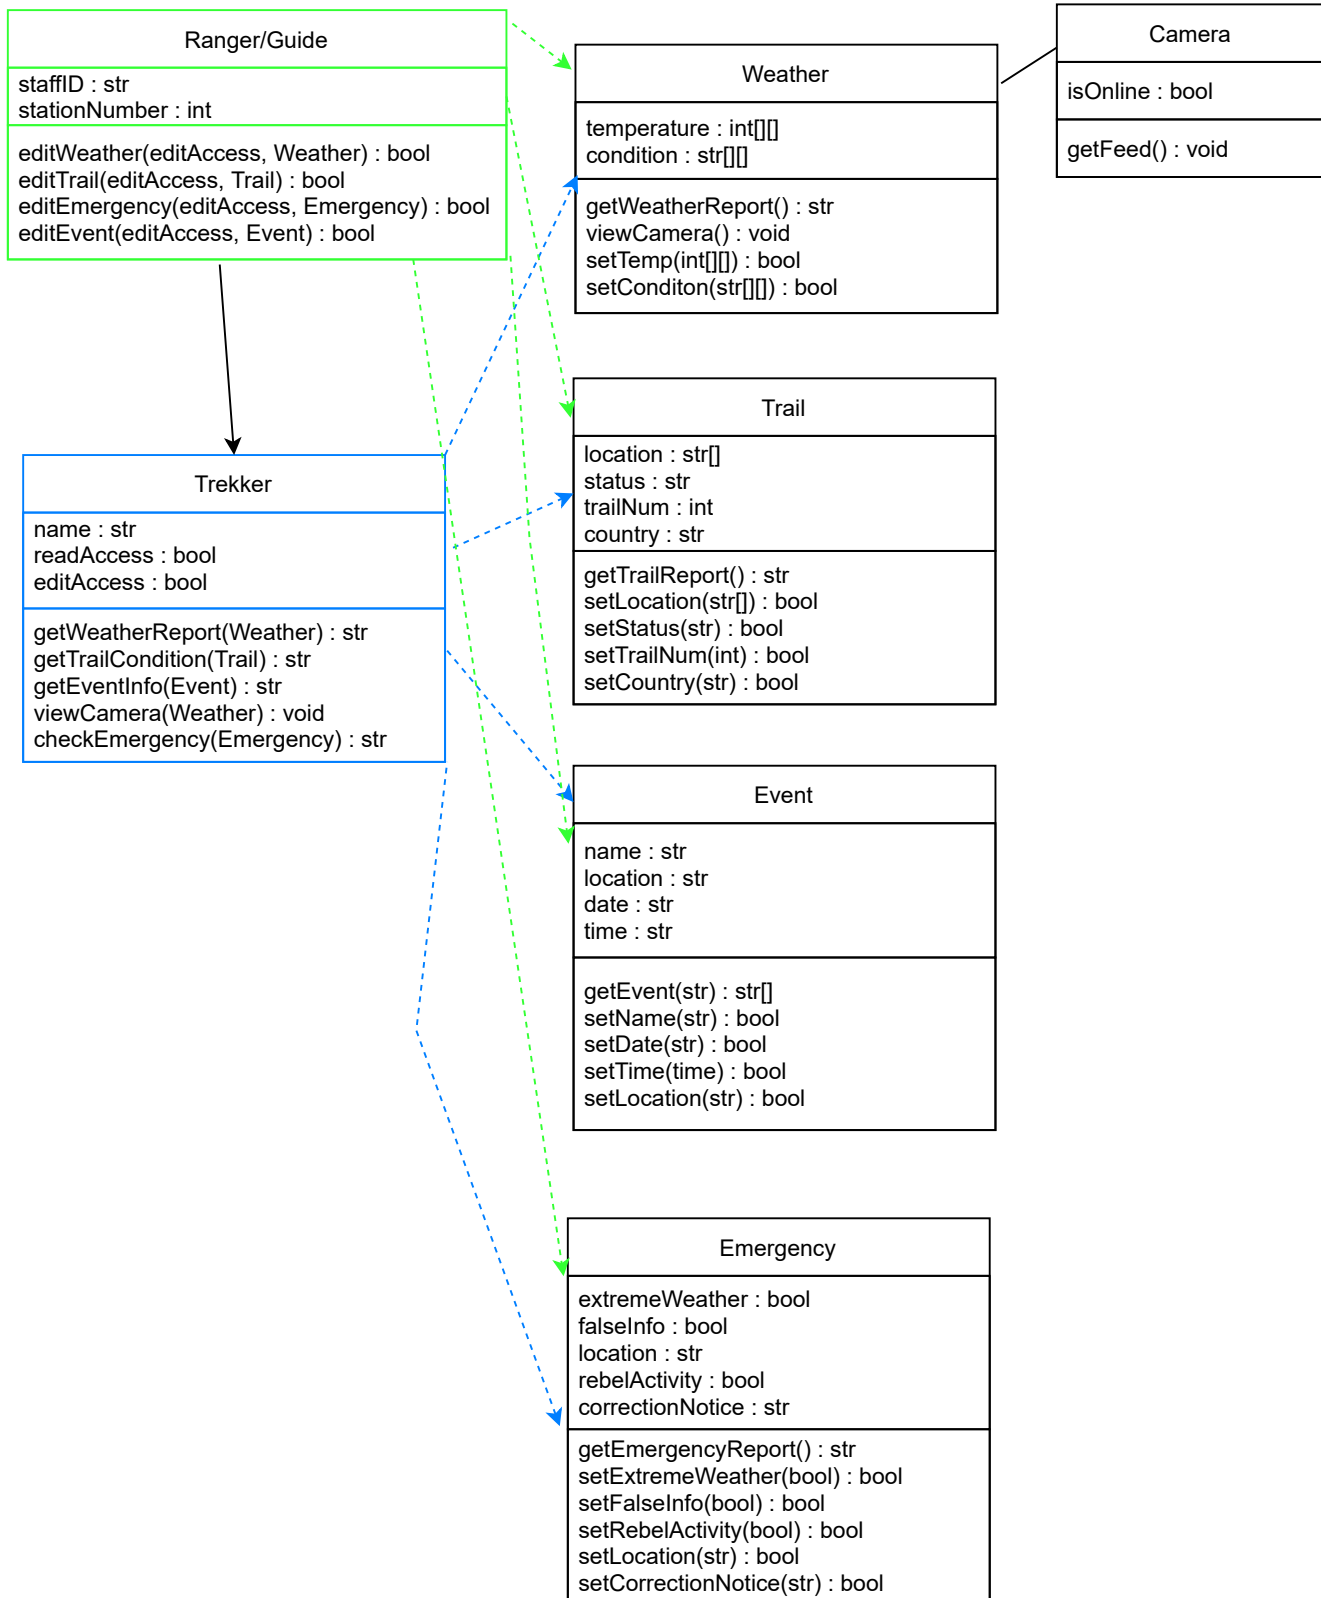 Ranger/Guide
staffID : str
stationNumber : int
editWeather(editAccess, Weather) : bool
editTrail(editAccess, Trail) : bool
editEmergency(editAccess, Emergency) : bool
editEvent(editAccess, Event) : bool
Weather
temperature : int[][]
condition : str[][]
getWeatherReport() : str
viewCamera() : void
setTemp(int[][]) : bool
setConditon(str[][]) : bool
Camera
isOnline : bool
getFeed() : void
Trekker
name : str
readAccess : bool
editAccess : bool
getWeatherReport(Weather) : str
getTrailCondition(Trail) : str
getEventInfo(Event) : str
viewCamera(Weather) : void
checkEmergency(Emergency) : str
Trail
location : str[]
status : str
trailNum : int
country : str
getTrailReport() : str
setLocation(str[]) : bool
setStatus(str) : bool
setTrailNum(int) : bool
setCountry(str) : bool
Event
name : str
location : str
date : str
time : str
getEvent(str) : str[]
setName(str) : bool
setDate(str) : bool
setTime(time) : bool
setLocation(str) : bool
Emergency
extremeWeather : bool
falseInfo : bool
location : str
rebelActivity : bool
correctionNotice : str
getEmergencyReport() : str
setExtremeWeather(bool) : bool
setFalseInfo(bool) : bool
setRebelActivity(bool) : bool
setLocation(str) : bool
setCorrectionNotice(str) : bool